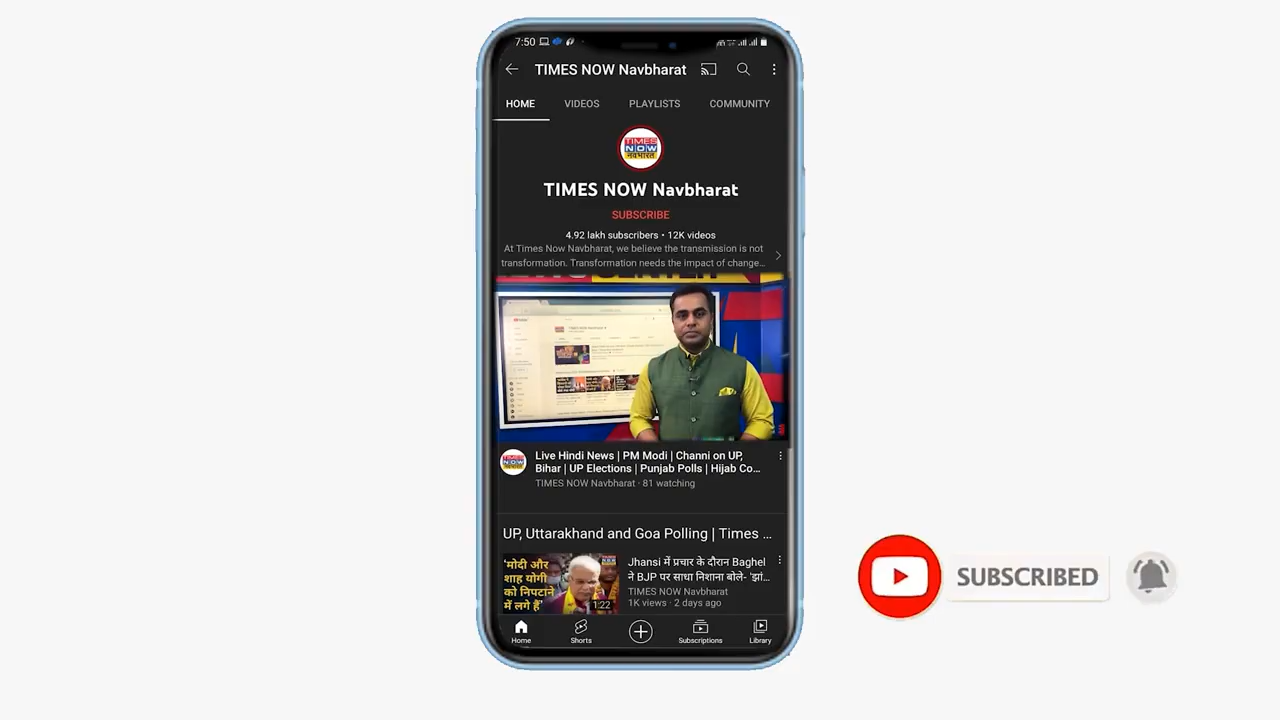 7:50
TIMES NOW Navbharat
HOME VIDEOS PLAYLISTS COMMUNITY
TIMES
NOW
नवभारत
TIMES NOW Navbharat
SUBSCRIBE
4.92 lakh subscribers • 12K videos
At Times Now Navbharat, we believe the transmission is not
transformation. Transformation needs the impact of change...
Live Hindi News | PM Modi | Channi on UP,
Bihar | UP Elections | Punjab Polls | Hijab Co...
TIMES NOW Navbharat · 81 watching
UP, Uttarakhand and Goa Polling | Times ...
'मोदी और
शाह योगी
को निपटाने
में लगे हैं'
1:22
Jhansi में प्रचार के दौरान Baghel
ने BJP पर साधा निशाना बोले- 'झां...
TIMES NOW Navbharat
1K views · 2 days ago
SUBSCRIBED
Home Shorts Subscriptions Library